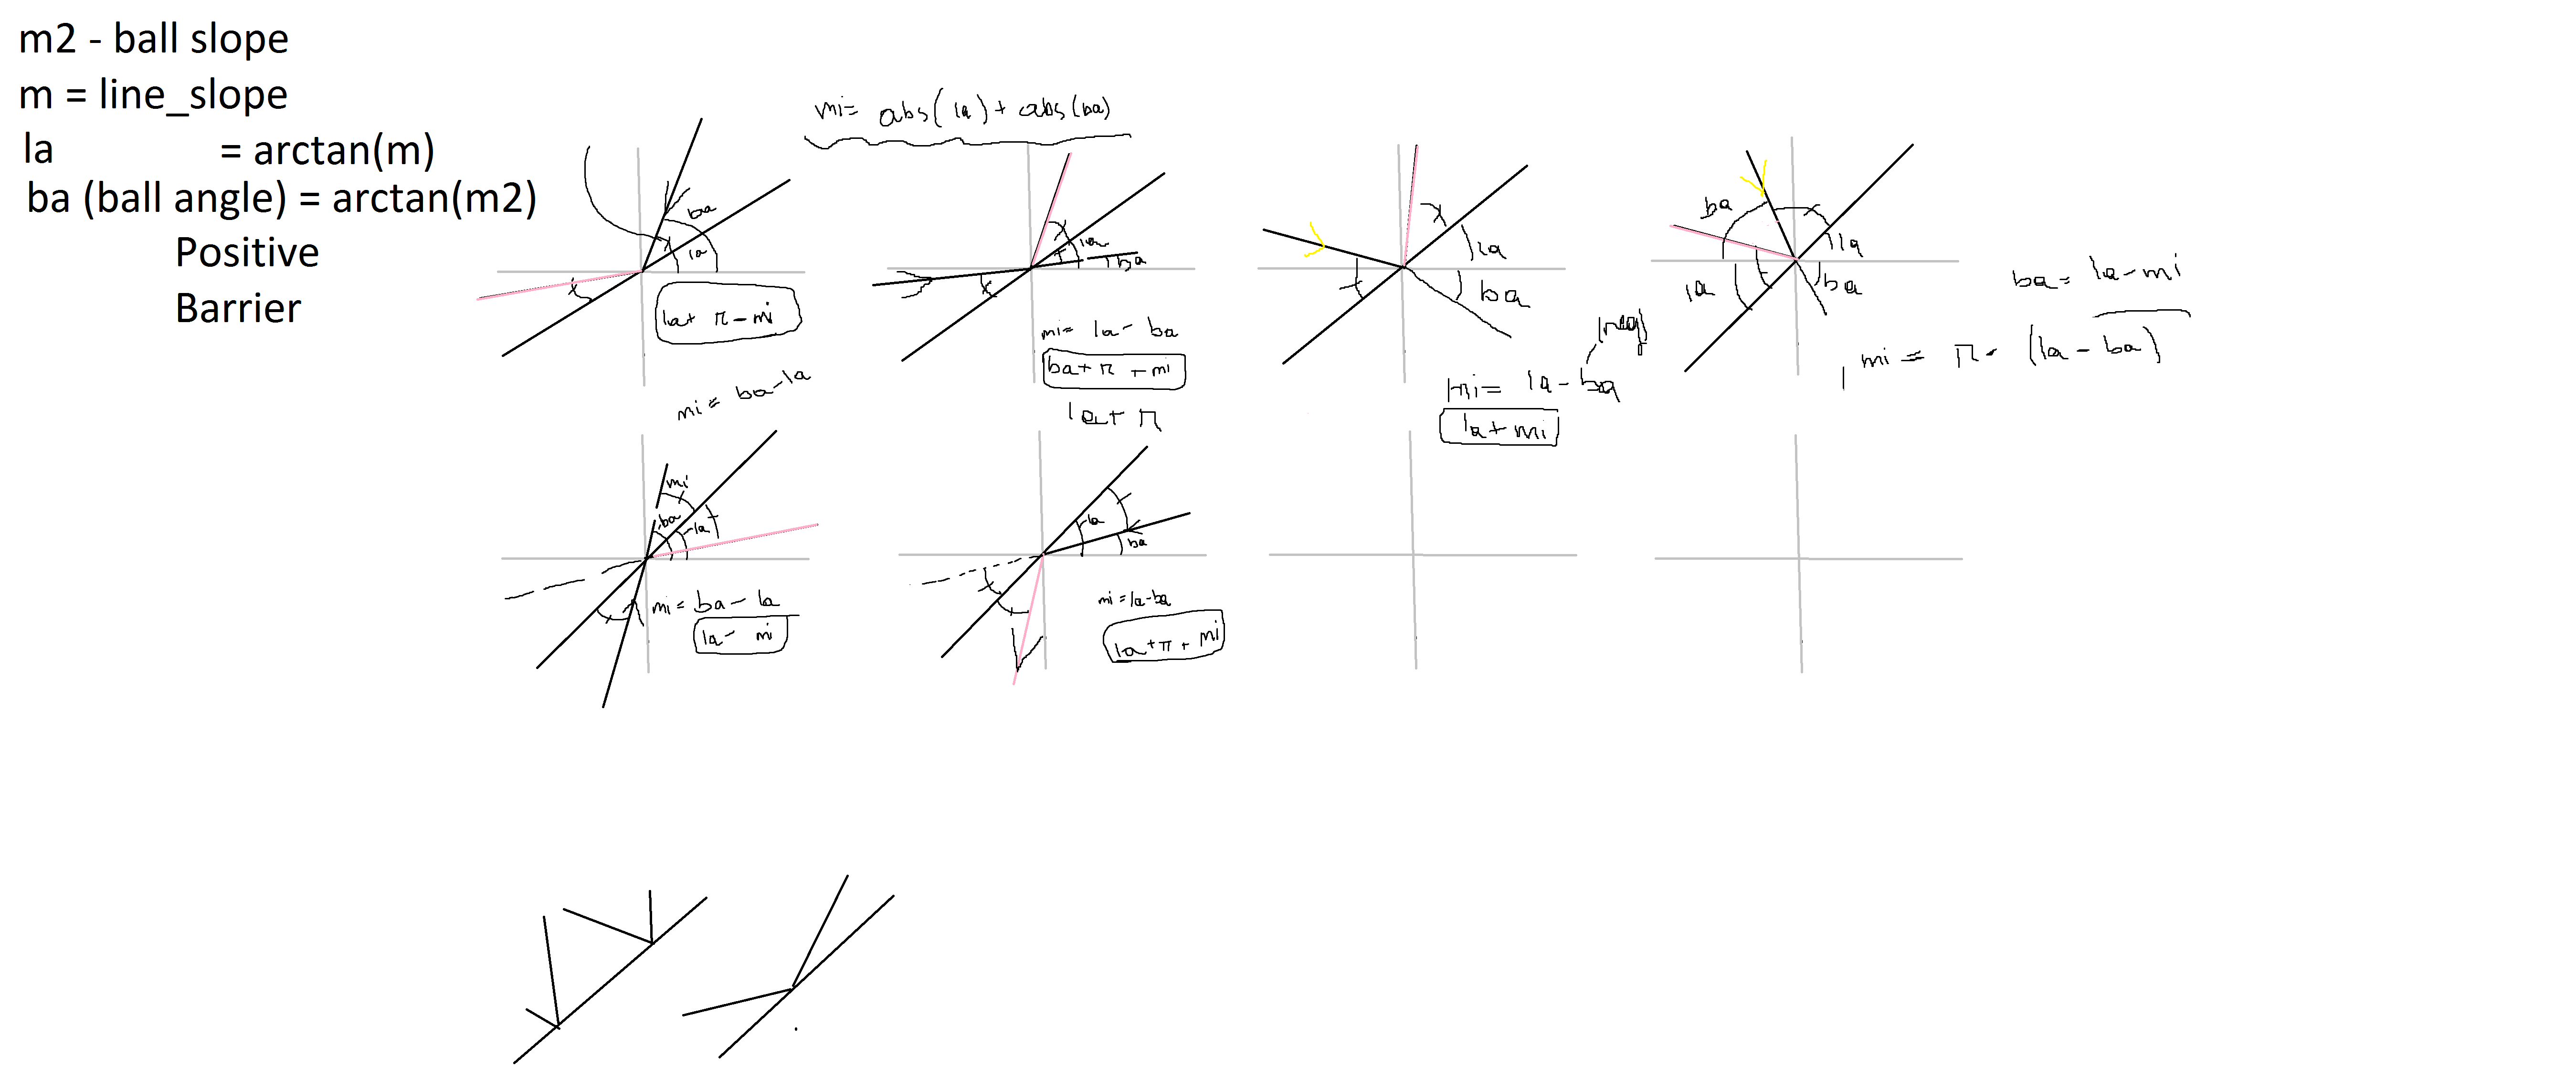 m2 - ball slope
m = line_slope
la = arctan(m)
ba (ball angle) = arctan(m2)
Positive
Barrier
mi= abs(la)+abs(ba)
ba
la
la+ π - mi
mi = ba-la
la
ba
mi= la- ba
ba+ π + mi
la+ π
la
ba
(neg)
mi= la-ba
la+mi
ba
la
la
ba
ba= la-mi
mi = π - (la-ba)
mi
ba
la
mi= ba- la
la- mi
la
ba
mi=la-ba
la+π+ mi